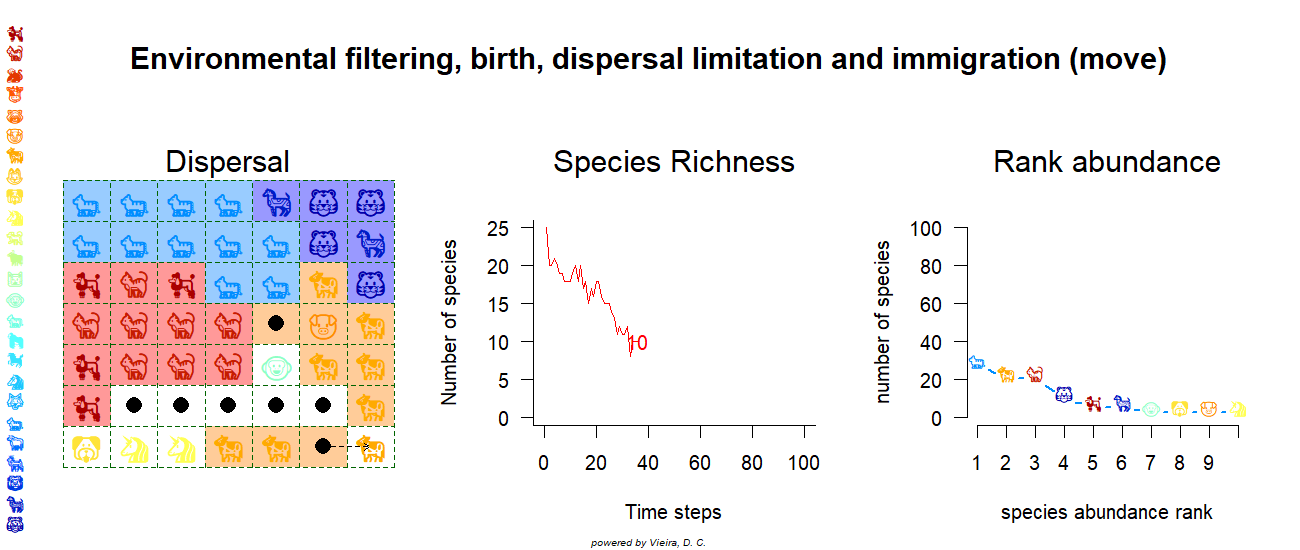 Environmental filtering, birth, dispersal limitation and immigration (move)
Dispersal
Species Richness
Number of species
25
20
15
10
5
0
10
0 20 40 60 80 100
Time steps
Rank abundance
number of species
100
80
60
40
20
0
1 2 3 4 5 6 7 8 9
species abundance rank
powered by Vieira, D. C.